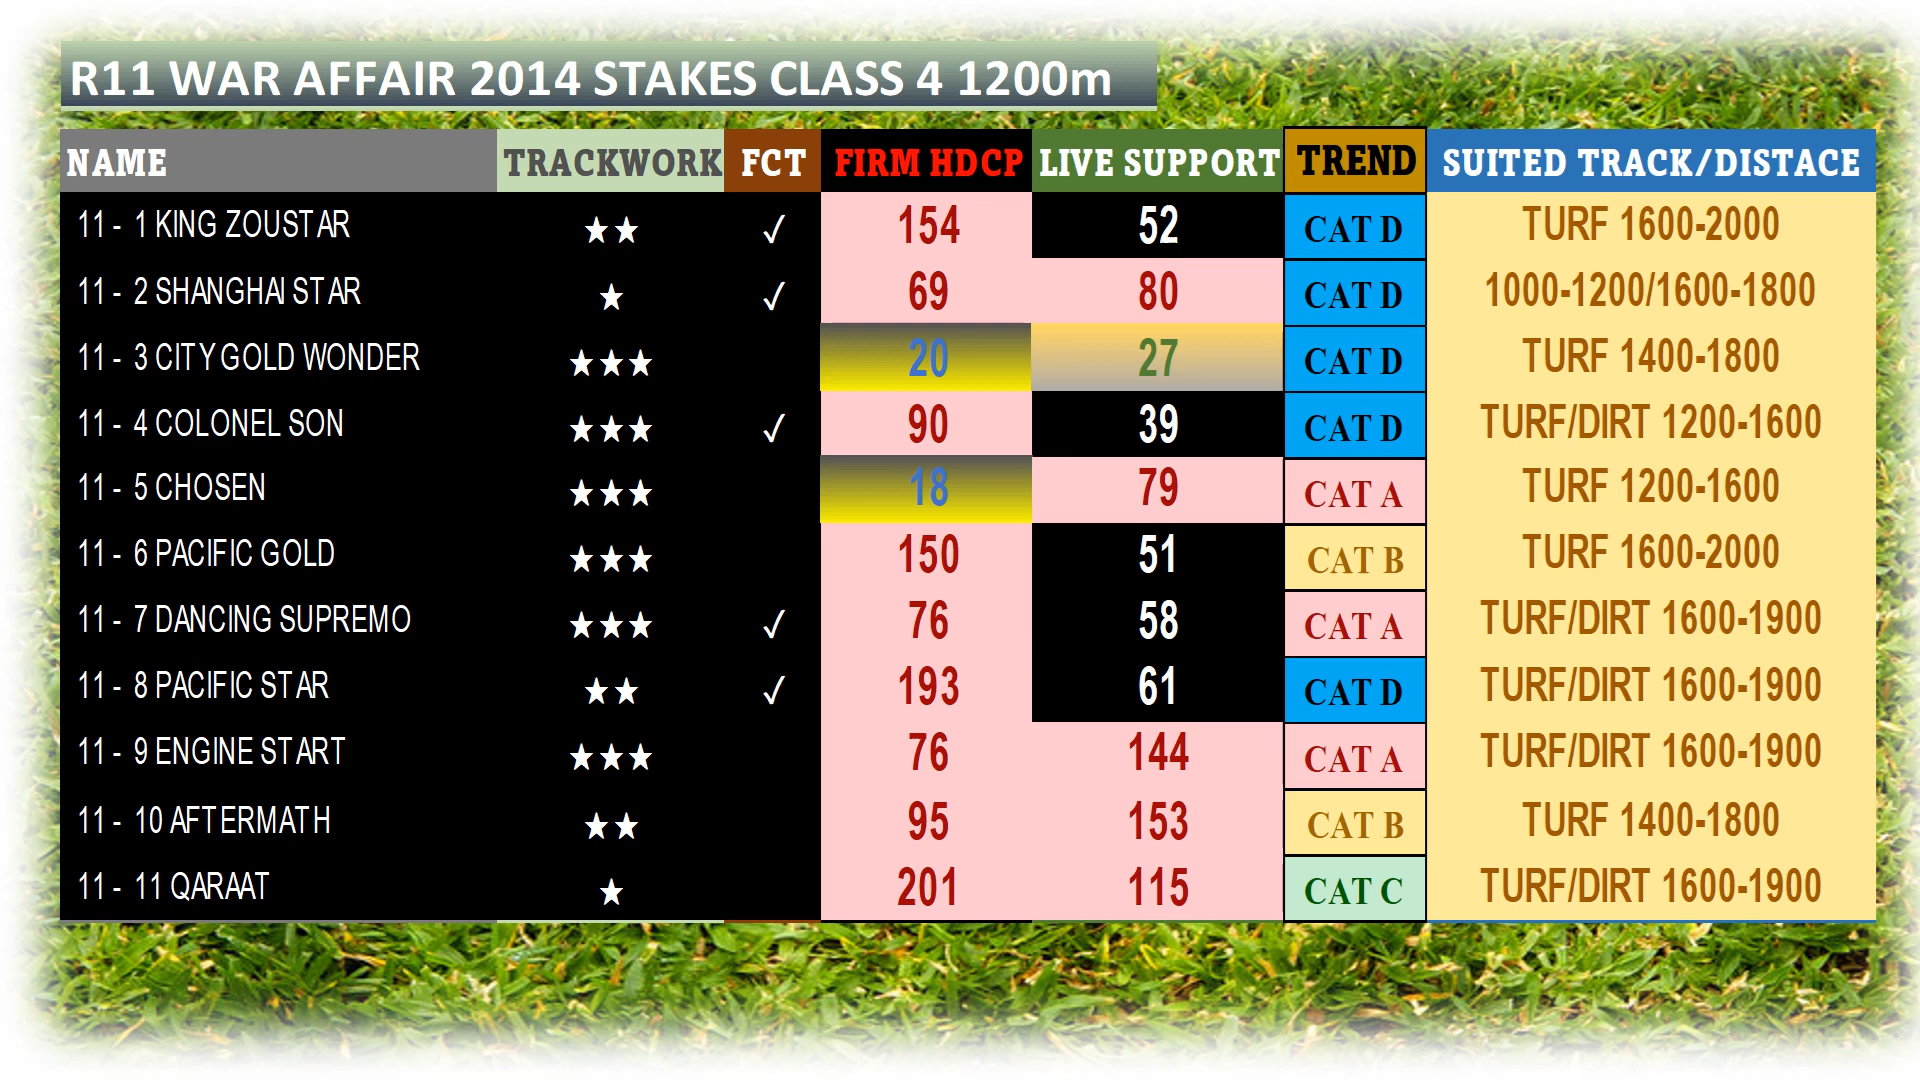 R11 WAR AFFAIR 2014 STAKES CLASS 4 1200m
NAME TRACKWORK FCT FIRM HDCP LIVE SUPPORT TREND SUITED TRACK/DISTACE
11 - 1 KING ZOUSTAR ★★ ✓ 154 52 CAT D TURF 1600-2000
11 - 2 SHANGHAI STAR ★ ✓ 69 80 CAT D 1000-1200/1600-1800
11 - 3 CITY GOLD WONDER ★★★ 20 27 CAT D TURF 1400-1800
11 - 4 COLONEL SON ★★★ ✓ 90 39 CAT D TURF/DIRT 1200-1600
11 - 5 CHOSEN ★★★ 18 79 CAT A TURF 1200-1600
11 - 6 PACIFIC GOLD ★★★ 150 51 CAT B TURF 1600-2000
11 - 7 DANCING SUPREMO ★★★ ✓ 76 58 CAT A TURF/DIRT 1600-1900
11 - 8 PACIFIC STAR ★★ ✓ 193 61 CAT D TURF/DIRT 1600-1900
11 - 9 ENGINE START ★★★ 76 144 CAT A TURF/DIRT 1600-1900
11 - 10 AFTERMATH ★★ 95 153 CAT B TURF 1400-1800
11 - 11 QARAAT ★ 201 115 CAT C TURF/DIRT 1600-1900